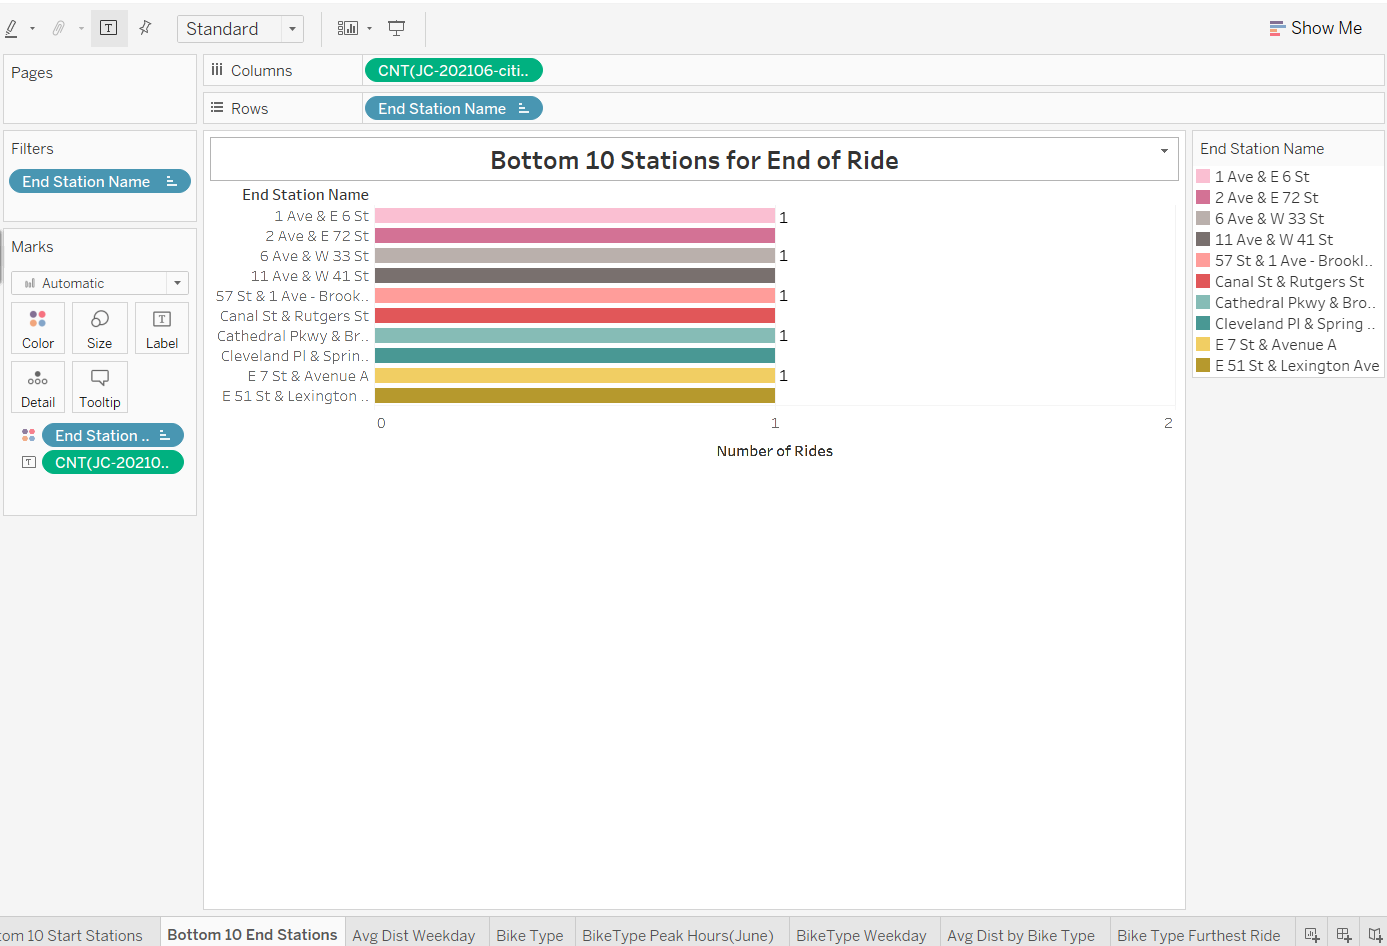 Standard
Show Me
Pages
Columns
CNT(JC-202106-citi..
Rows
End Station Name
Filters
End Station Name
Bottom 10 Stations for End of Ride
End Station Name
1 Ave & E 6 St
1
2 Ave & E 72 St
6 Ave & W 33 St
1
11 Ave & W 41 St
57 St & 1 Ave - Brook..
1
Canal St & Rutgers St
Cathedral Pkwy & Br..
1
Cleveland Pl & Sprin..
E 7 St & Avenue A
1
E 51 St & Lexington ..
0
1
2
Number of Rides
End Station Name
1 Ave & E 6 St
2 Ave & E 72 St
6 Ave & W 33 St
11 Ave & W 41 St
57 St & 1 Ave - Brookl..
Canal St & Rutgers St
Cathedral Pkwy & Bro..
Cleveland Pl & Spring ..
E 7 St & Avenue A
E 51 St & Lexington Ave
Marks
Automatic
Color
Size
T
Label
Detail
Tooltip
End Station ..
T
CNT(JC-20210..
tom 10 Start Stations
Bottom 10 End Stations
Avg Dist Weekday
Bike Type
BikeType Peak Hours(June)
BikeType Weekday
Avg Dist by Bike Type
Bike Type Furthest Ride